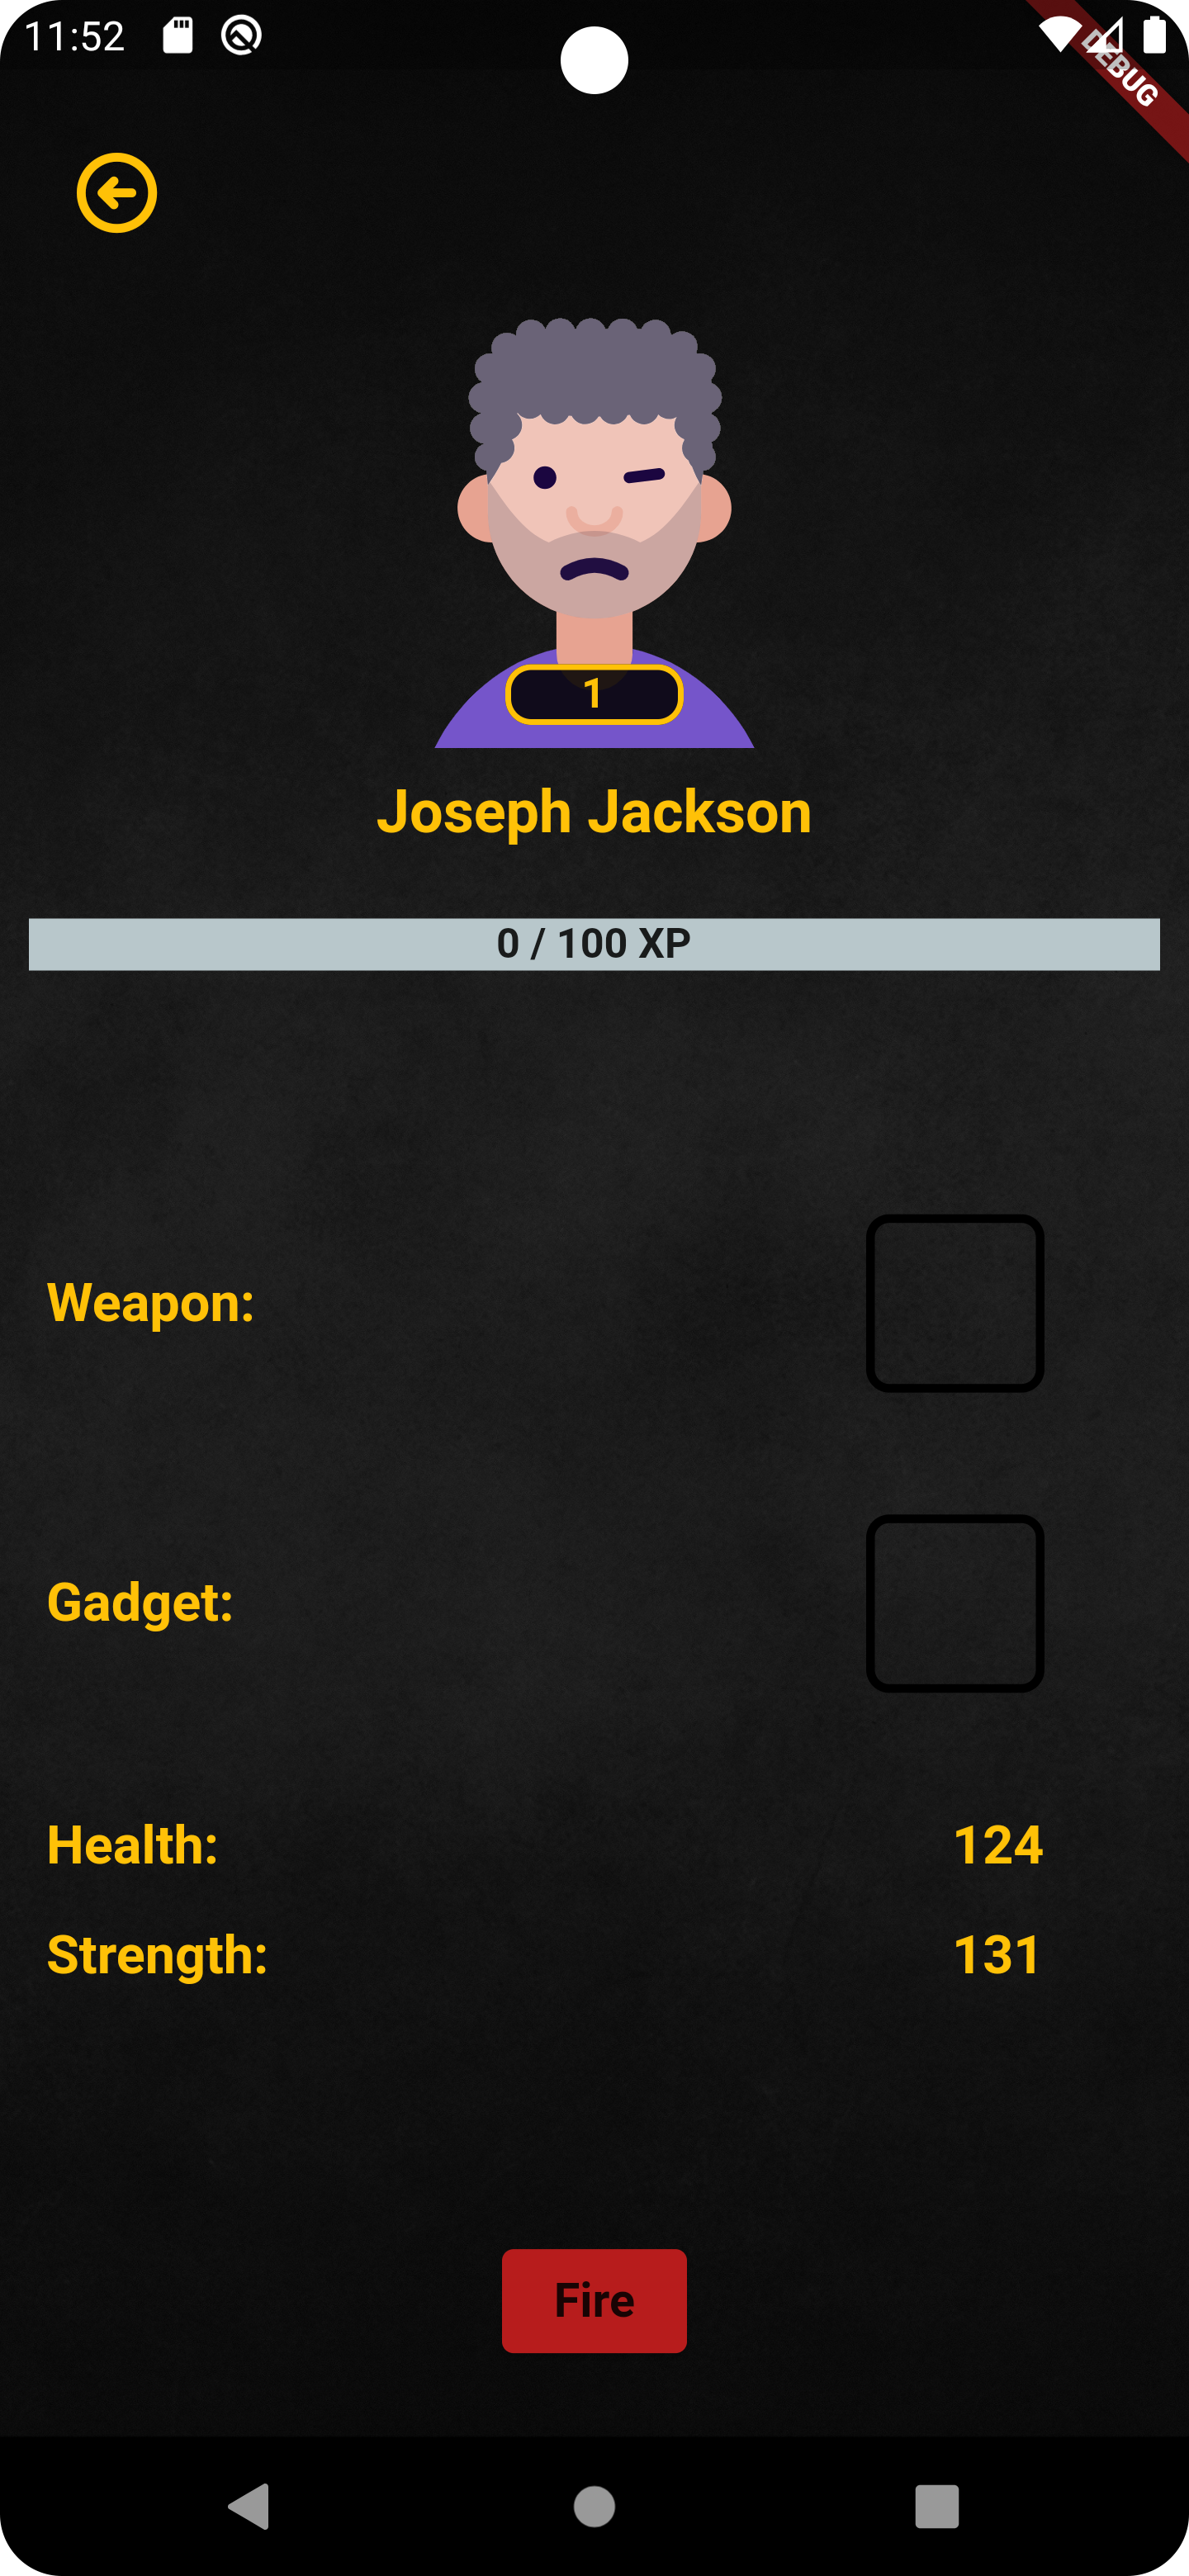 11:52
DEBUG
1
Joseph Jackson
0 / 100 XP
Weapon:
Gadget:
Health: 124
Strength: 131
Fire